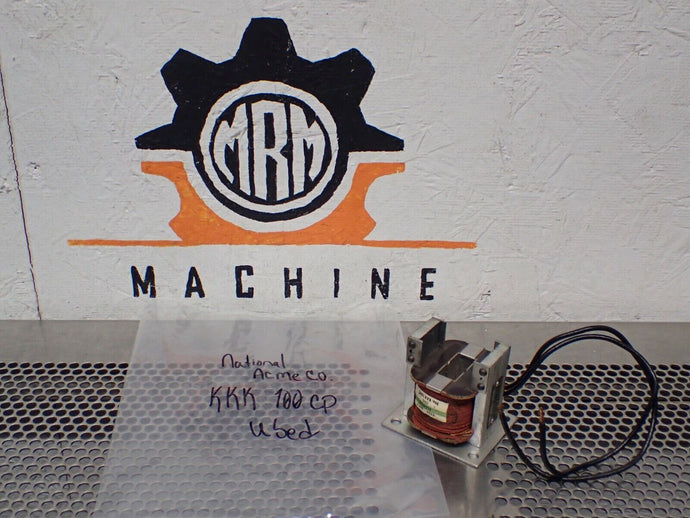 MRM
MACHINE
National
Acme Co.
KKK 100 cp
Used